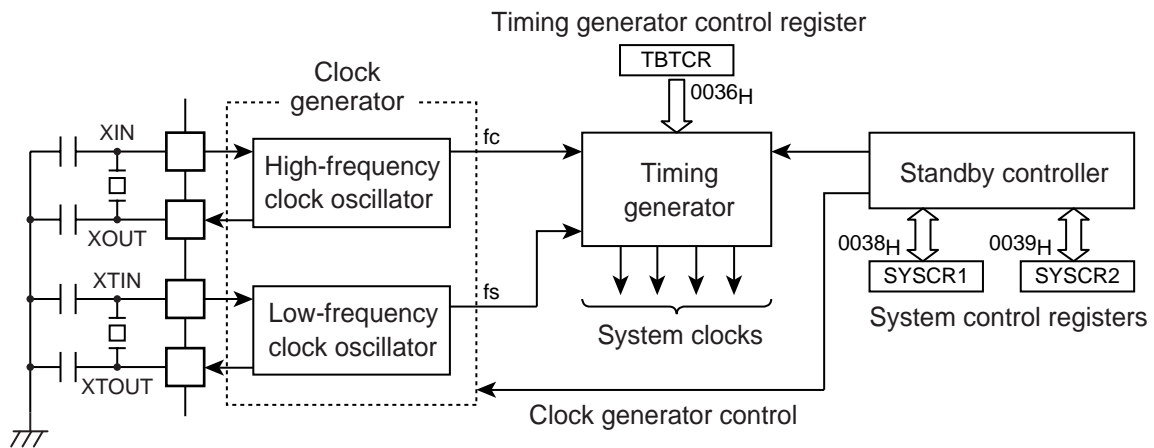 Timing generator control register
TBTCR
0036H
Clock
generator
XIN
High-frequency
clock oscillator
XOUT
fc
Timing
generator
Standby controller
0038H
0039H
SYSCR1
SYSCR2
System control registers
XTIN
Low-frequency
clock oscillator
XTOUT
fs
System clocks
Clock generator control